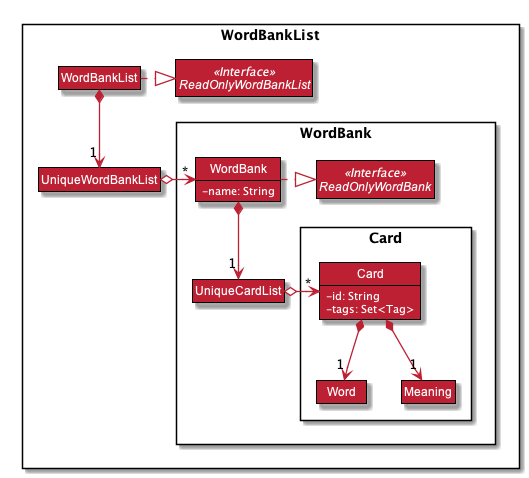 WordBankList
WordBankList
«Interface»
ReadOnlyWordBankList
1
UniqueWordBankList
*
WordBank
WordBank
-name: String
«Interface»
ReadOnlyWordBank
1
UniqueCardList
*
Card
Card
-id: String
-tags: Set<Tag>
1
1
Word
Meaning